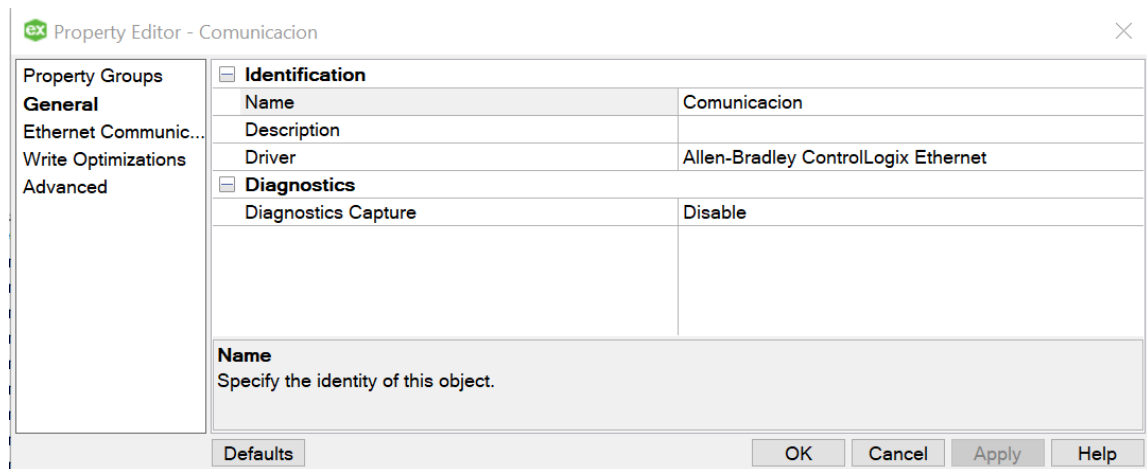 ex Property Editor - Comunicacion
Property Groups
General
Ethernet Communic...
Write Optimizations
Advanced
Identification
Name Comunicacion
Description
Driver Allen-Bradley ControlLogix Ethernet
Diagnostics
Diagnostics Capture Disable
Name
Specify the identity of this object.
Defaults OK Cancel Apply Help